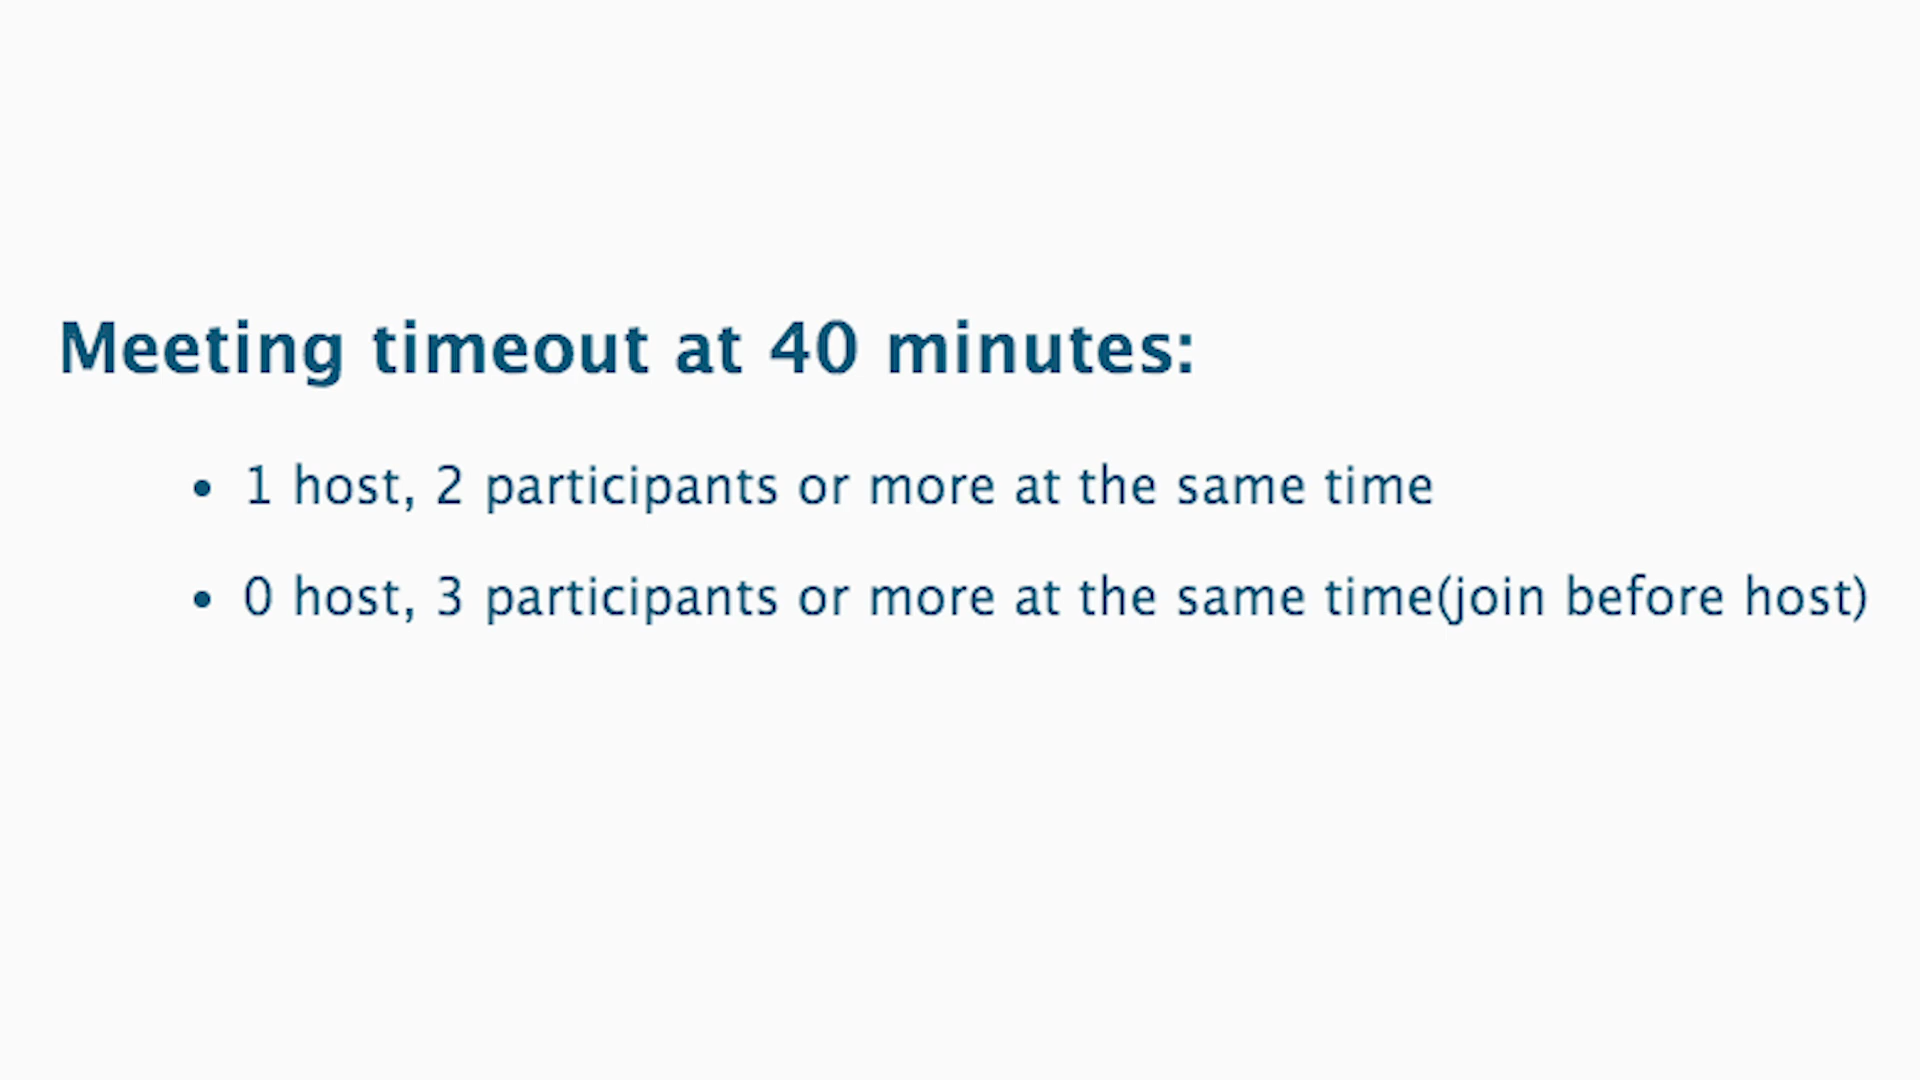 Meeting timeout at 40 minutes:
• 1 host, 2 participants or more at the same time
• 0 host, 3 participants or more at the same time(join before host)